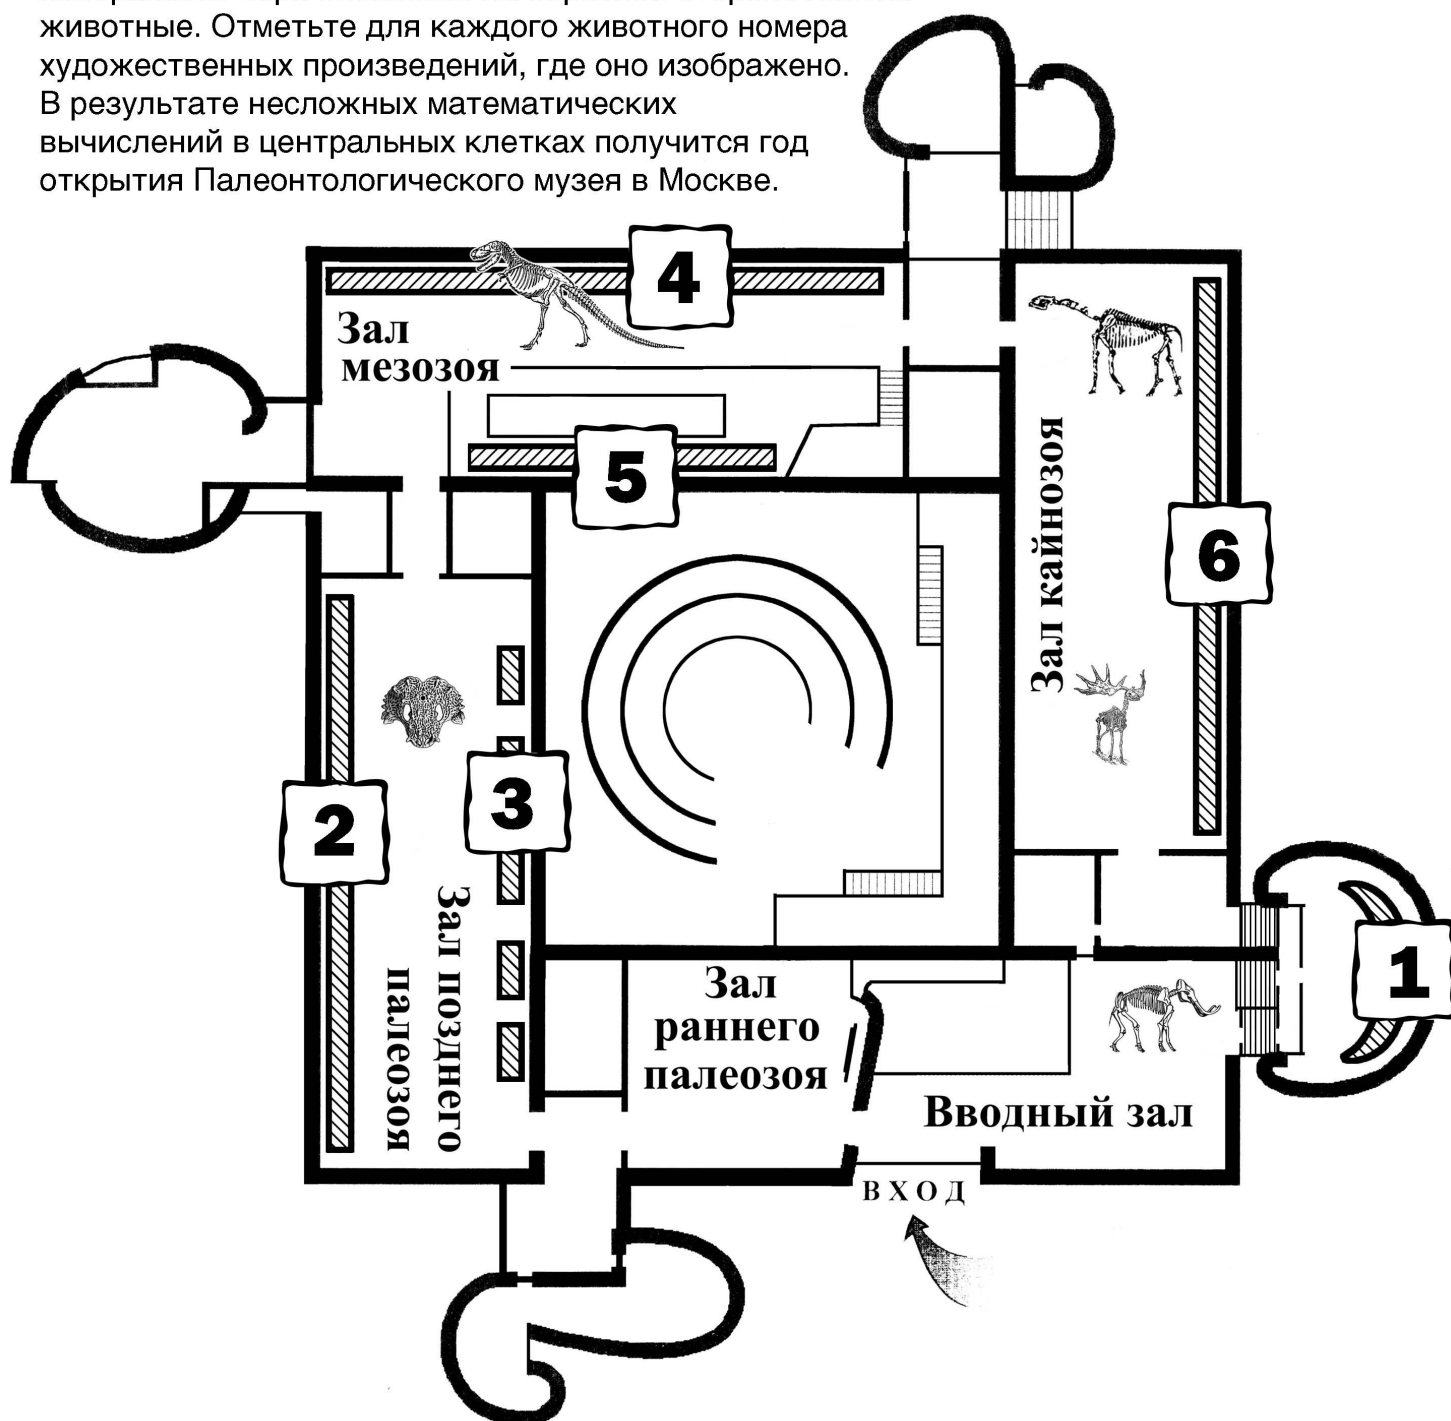 животные. Отметьте для каждого животного номера
художественных произведений, где оно изображено.
В результате несложных математических
вычислений в центральных клетках получится год
открытия Палеонтологического музея в Москве.
4
Зал
мезозоя
5
Зал кайнозоя
6
2
3
Зал позднего
палеозоя
Зал
раннего
палеозоя
1
Вводный зал
ВХОД